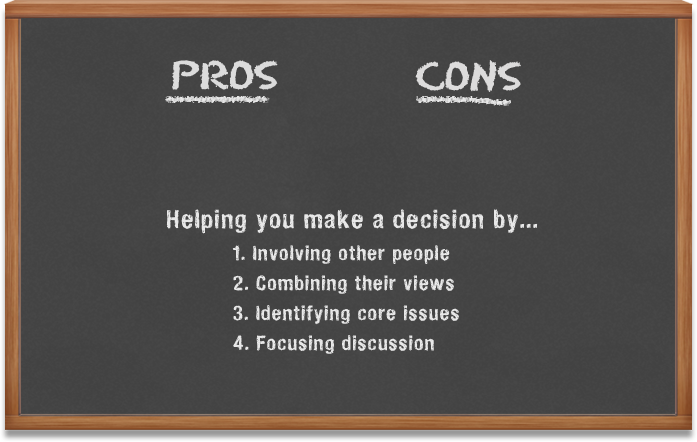 PROS CONS
Helping you make a decision by...
1. Involving other people
2. Combining their views
3. Identifying core issues
4. Focusing discussion